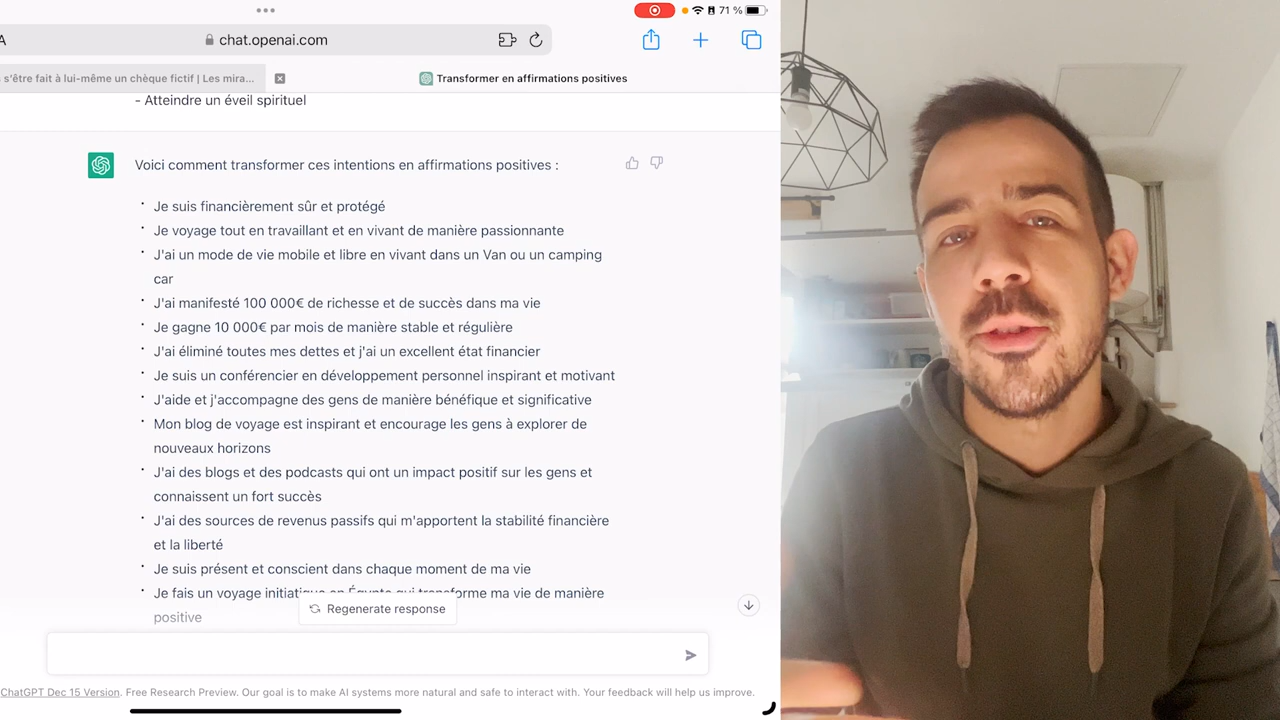 71 %
A
chat.openai.com
s'être fait à lui-même un chèque fictif | Les mira...
Transformer en affirmations positives
- Atteindre un éveil spirituel
Voici comment transformer ces intentions en affirmations positives :
Je suis financièrement sûr et protégé
Je voyage tout en travaillant et en vivant de manière passionnante
J'ai un mode de vie mobile et libre en vivant dans un Van ou un camping
car
J'ai manifesté 100 000€ de richesse et de succès dans ma vie
Je gagne 10 000€ par mois de manière stable et régulière
J'ai éliminé toutes mes dettes et j'ai un excellent état financier
Je suis un conférencier en développement personnel inspirant et motivant
J'aide et j'accompagne des gens de manière bénéfique et significative
Mon blog de voyage est inspirant et encourage les gens à explorer de
nouveaux horizons
J'ai des blogs et des podcasts qui ont un impact positif sur les gens et
connaissent un fort succès
J'ai des sources de revenus passifs qui m'apportent la stabilité financière
et la liberté
Je suis présent et conscient dans chaque moment de ma vie
Je fais un voyage initiatique en Égypte qui transforme ma vie de manière
positive
Regenerate response
ChatGPT Dec 15 Version. Free Research Preview. Our goal is to make AI systems more natural and safe to interact with. Your feedback will help us improve.